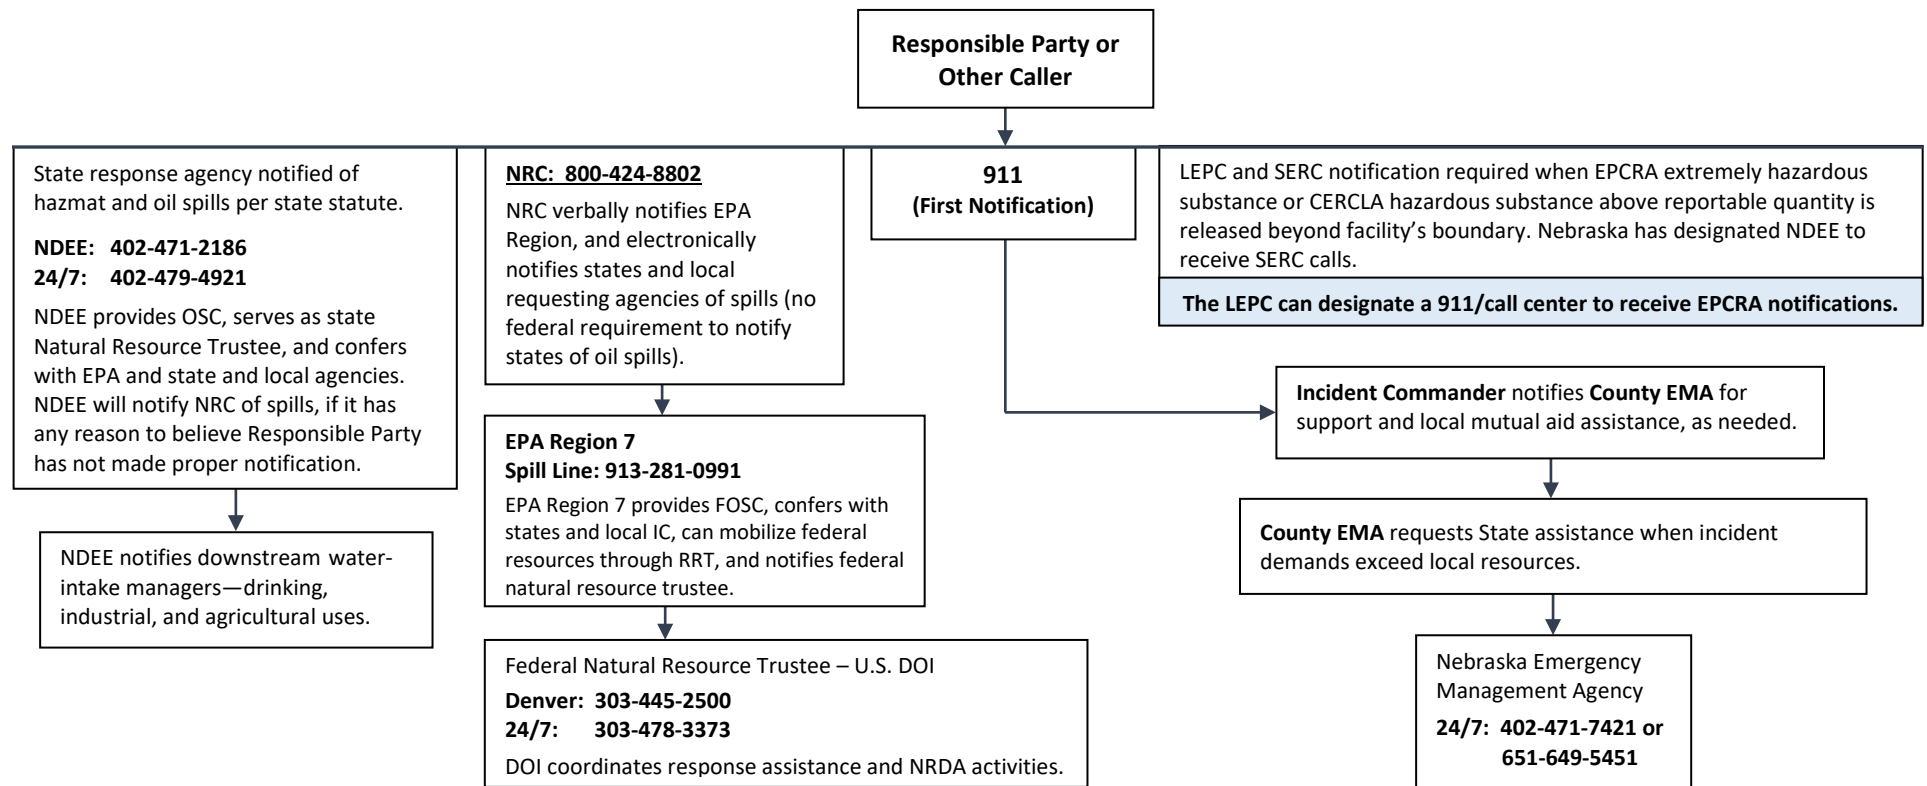 Responsible Party or
Other Caller
State response agency notified of
hazmat and oil spills per state statute.
NDEE: 402-471-2186
24/7: 402-479-4921
NDEE provides OSC, serves as state
Natural Resource Trustee, and confers
with EPA and state and local agencies.
NDEE will notify NRC of spills, if it has
any reason to believe Responsible Party
has not made proper notification.
NDEE notifies downstream water-
intake managers—drinking,
industrial, and agricultural uses.
NRC: 800-424-8802
NRC verbally notifies EPA
Region, and electronically
notifies states and local
requesting agencies of spills (no
federal requirement to notify
states of oil spills).
EPA Region 7
Spill Line: 913-281-0991
EPA Region 7 provides FOSC, confers with
states and local IC, can mobilize federal
resources through RRT, and notifies federal
natural resource trustee.
Federal Natural Resource Trustee – U.S. DOI
Denver: 303-445-2500
24/7: 303-478-3373
DOI coordinates response assistance and NRDA activities.
911
(First Notification)
LEPC and SERC notification required when EPCRA extremely hazardous
substance or CERCLA hazardous substance above reportable quantity is
released beyond facility’s boundary. Nebraska has designated NDEE to
receive SERC calls.
The LEPC can designate a 911/call center to receive EPCRA notifications.
Incident Commander notifies County EMA for
support and local mutual aid assistance, as needed.
County EMA requests State assistance when incident
demands exceed local resources.
Nebraska Emergency
Management Agency
24/7: 402-471-7421 or
651-649-5451